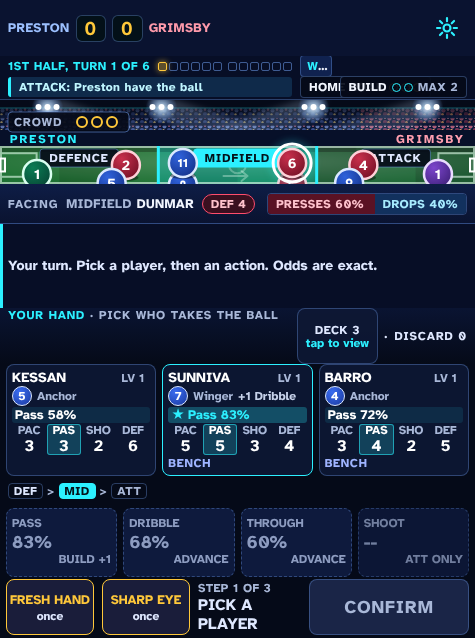 PRESTON 0 0 GRIMSBY
1ST HALF, TURN 1 OF 6
W...
ATTACK: Preston have the ball
BUILD MAX 2
CROWD
PRESTON GRIMSBY
DEFENCE MIDFIELD
1 2 11 6 4 1
FACING MIDFIELD DUNMAR DEF 4 PRESSES 60% DROPS 40%
Your turn. Pick a player, then an action. Odds are exact.
YOUR HAND · PICK WHO TAKES THE BALL
DECK 3
tap to view
· DISCARD 0
KESSAN LV 1
5 Anchor
Pass 58%
PAC PAS SHO DEF
3 3 2 6
SUNNIVA LV 1
7 Winger +1 Dribble
★ Pass 83%
PAC PAS SHO DEF
5 5 3 4
BENCH
BARRO LV 1
4 Anchor
Pass 72%
PAC PAS SHO DEF
3 4 2 5
BENCH
DEF > MID > ATT
PASS
83%
BUILD +1
DRIBBLE
68%
ADVANCE
THROUGH
60%
ADVANCE
SHOOT
--
ATT ONLY
FRESH HAND
once
SHARP EYE
once
STEP 1 OF 3
PICK A
PLAYER
CONFIRM